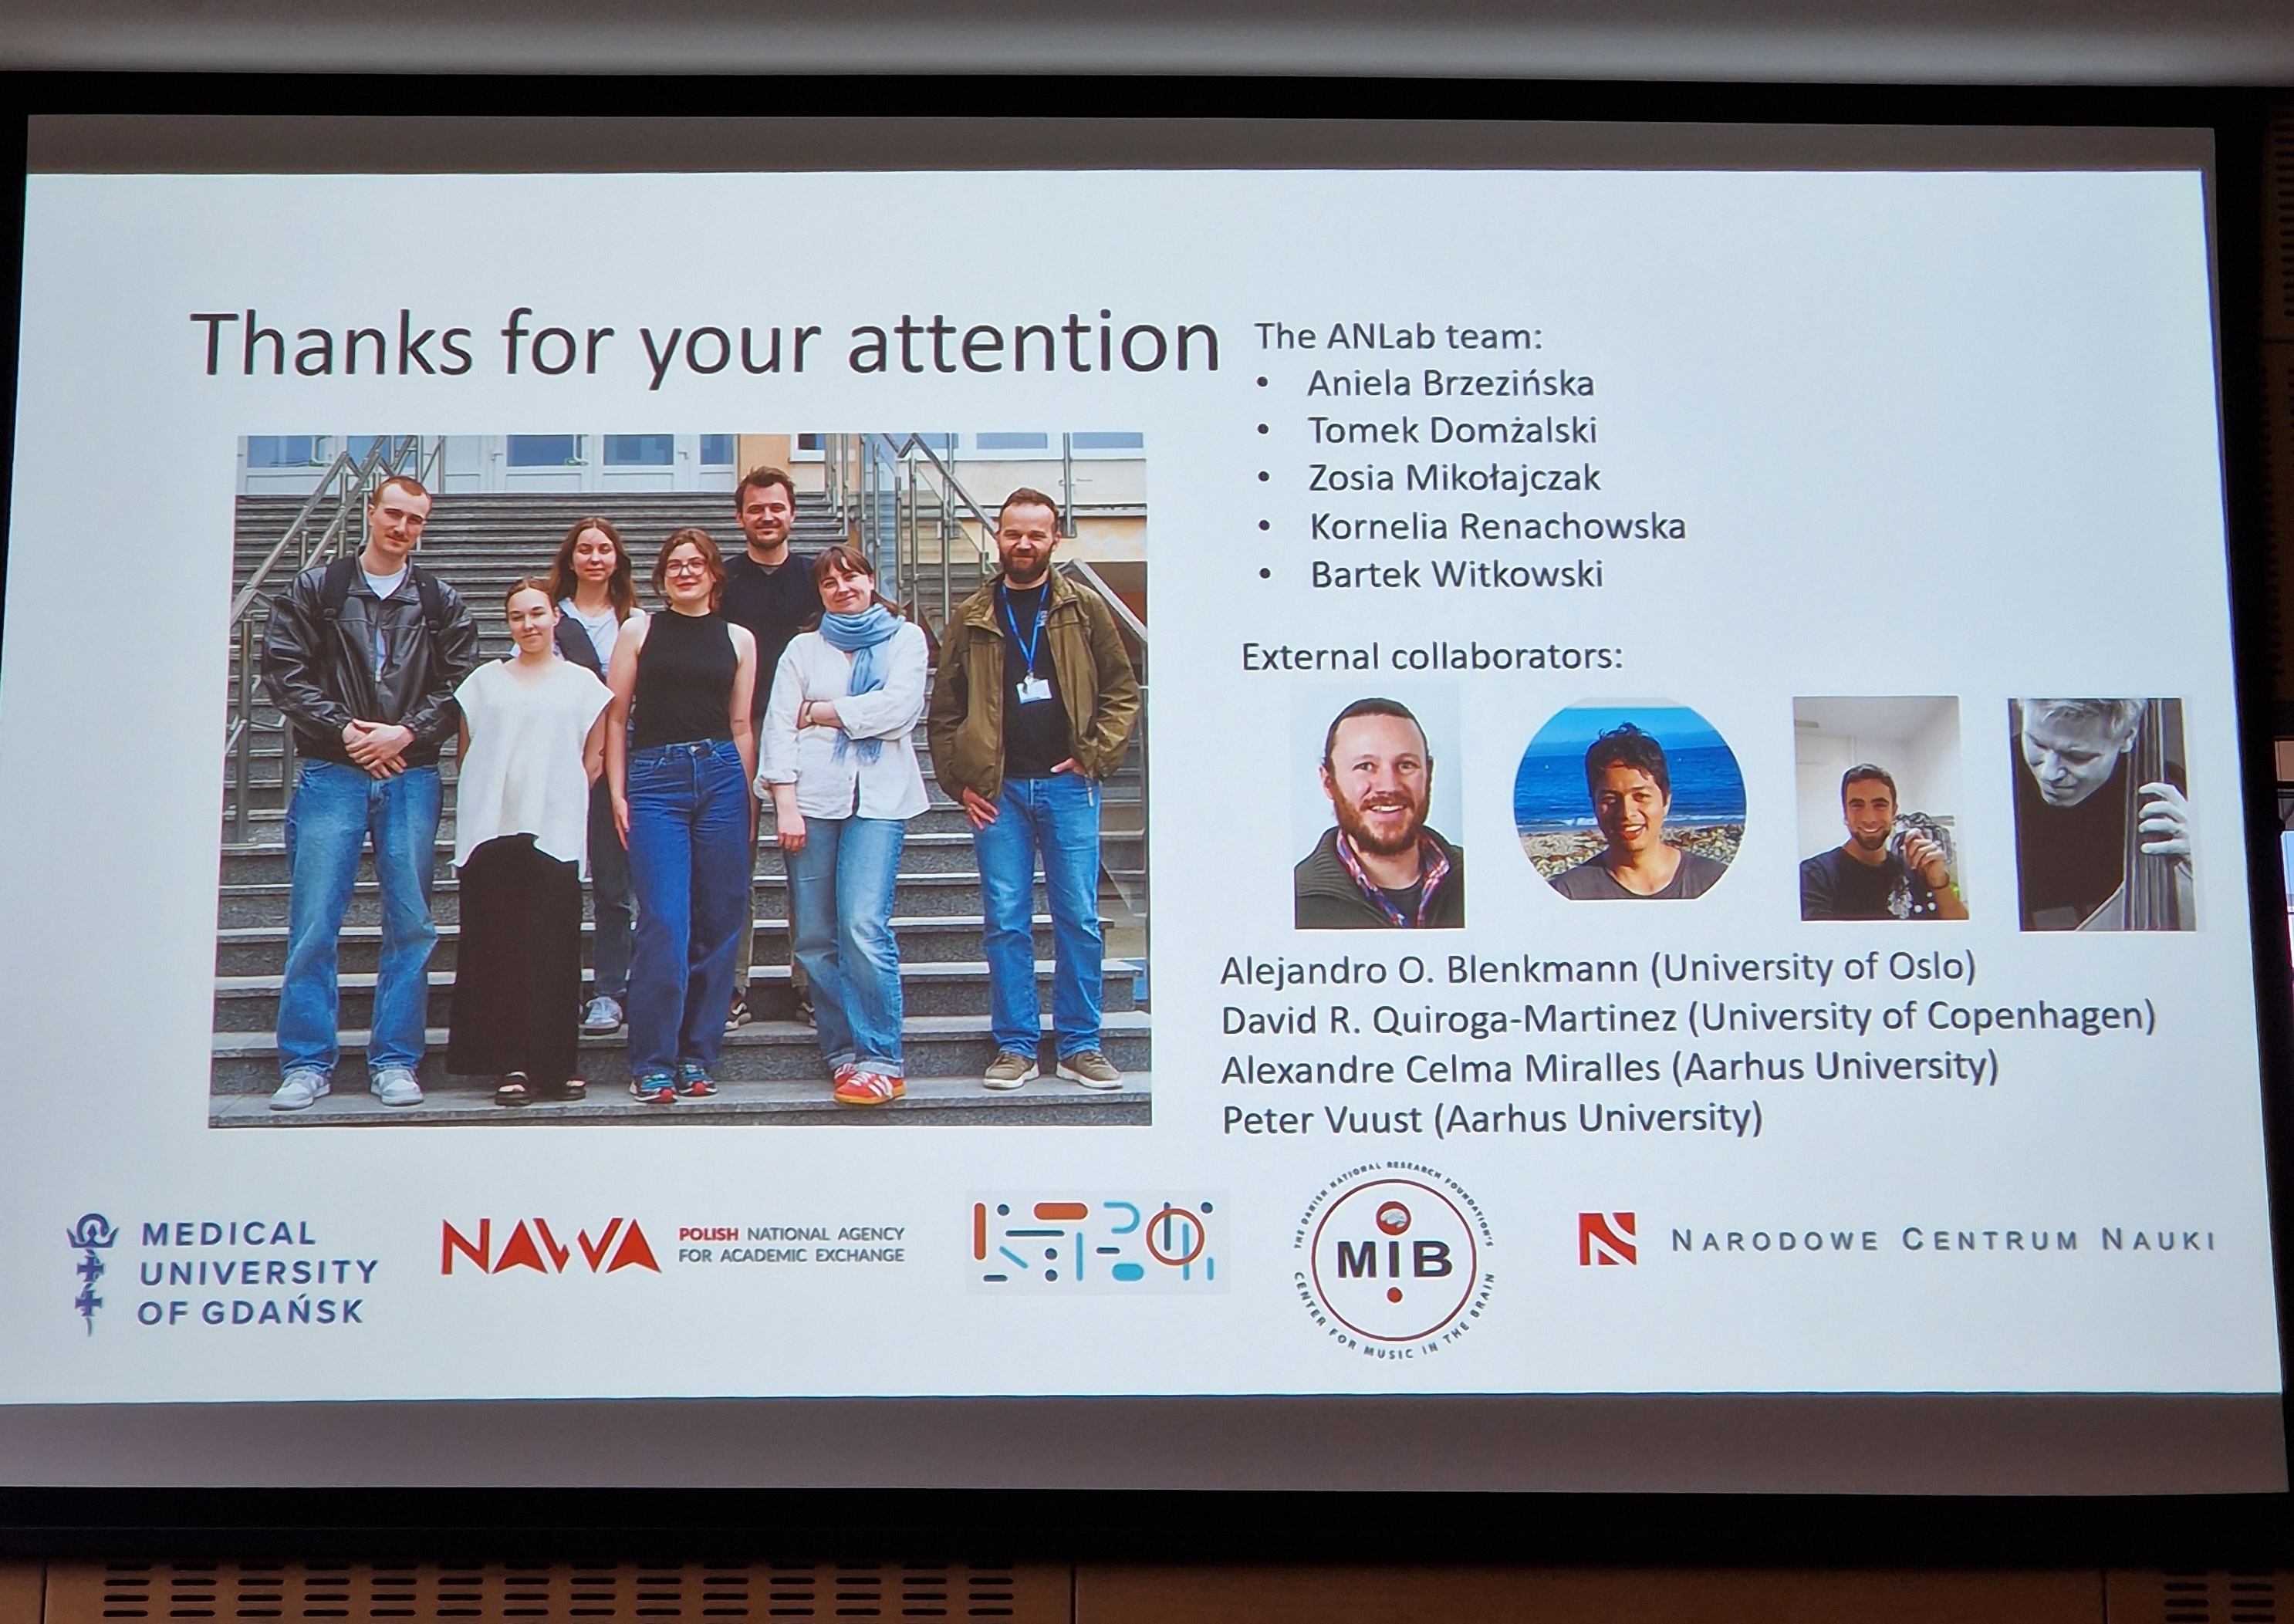 Thanks for your attention
The ANLab team:
• Aniela Brzezińska
• Tomek Domżalski
• Zosia Mikołajczak
• Kornelia Renachowska
• Bartek Witkowski
External collaborators:
Alejandro O. Blenkmann (University of Oslo)
David R. Quiroga-Martinez (University of Copenhagen)
Alexandre Celma Miralles (Aarhus University)
Peter Vuust (Aarhus University)
MEDICAL
UNIVERSITY
OF GDAŃSK
NAWA
POLISH NATIONAL AGENCY
FOR ACADEMIC EXCHANGE
THE DANISH NATIONAL RESEARCH FOUNDATION'S
MIB
CENTER FOR MUSIC IN THE BRAIN
NARODOWE CENTRUM NAUKI